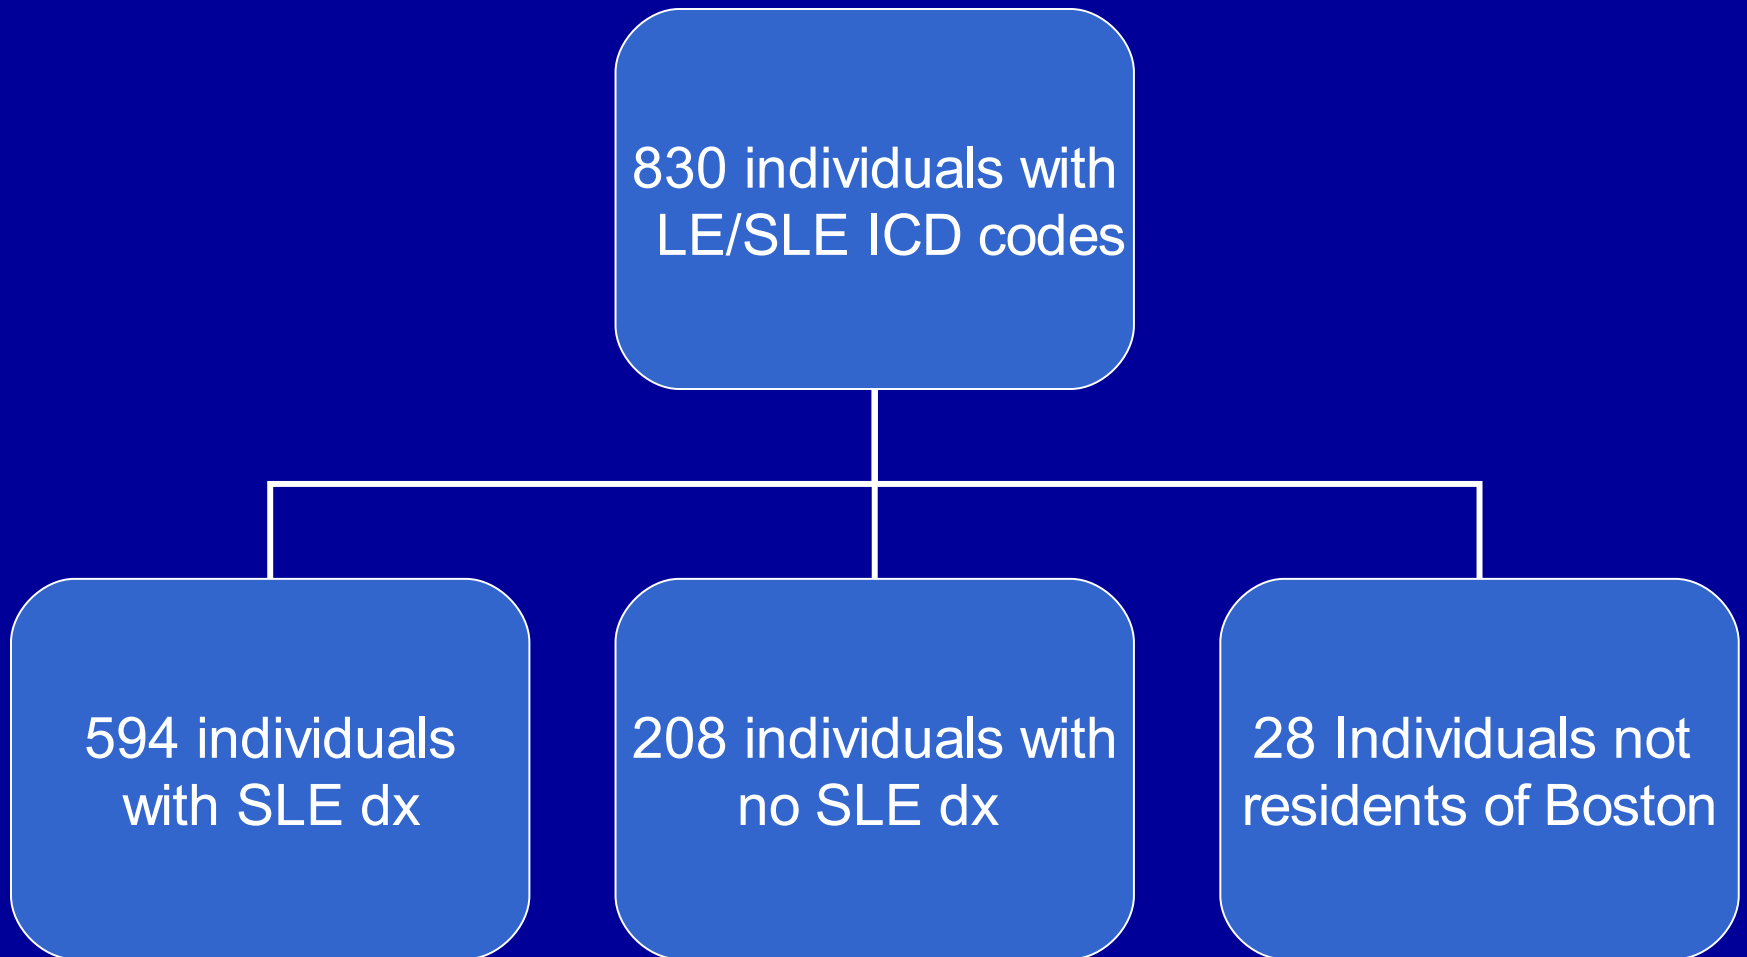 830 individuals with
LE/SLE ICD codes
594 individuals
with SLE dx
208 individuals with
no SLE dx
28 Individuals not
residents of Boston